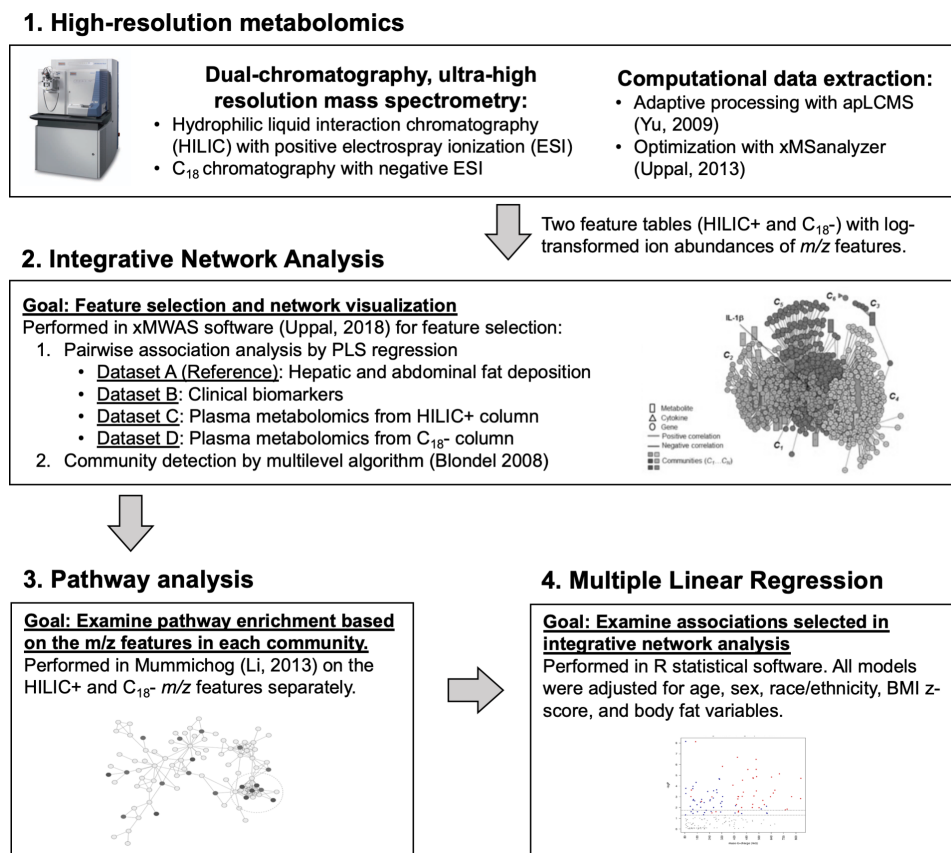 1. High-resolution metabolomics
Dual-chromatography, ultra-high
resolution mass spectrometry:
• Hydrophilic liquid interaction chromatography
(HILIC) with positive electrospray ionization (ESI)
• C18 chromatography with negative ESI
Computational data extraction:
• Adaptive processing with apLCMS
(Yu, 2009)
• Optimization with xMSanalyzer
(Uppal, 2013)
Two feature tables (HILIC+ and C18-) with log-
transformed ion abundances of m/z features.
2. Integrative Network Analysis
Goal: Feature selection and network visualization
Performed in xMWAS software (Uppal, 2018) for feature selection:
1. Pairwise association analysis by PLS regression
• Dataset A (Reference): Hepatic and abdominal fat deposition
• Dataset B: Clinical biomarkers
• Dataset C: Plasma metabolomics from HILIC+ column
• Dataset D: Plasma metabolomics from C18- column
2. Community detection by multilevel algorithm (Blondel 2008)
IL-1β
C1
C4
Metabolite
Cytokine
Gene
Positive correlation
Negative correlation
3. Pathway analysis
Goal: Examine pathway enrichment based
on the m/z features in each community.
Performed in Mummichog (Li, 2013) on the
HILIC+ and C18- m/z features separately.
4. Multiple Linear Regression
Goal: Examine associations selected in
integrative network analysis
Performed in R statistical software. All models
were adjusted for age, sex, race/ethnicity, BMI z-
score, and body fat variables.